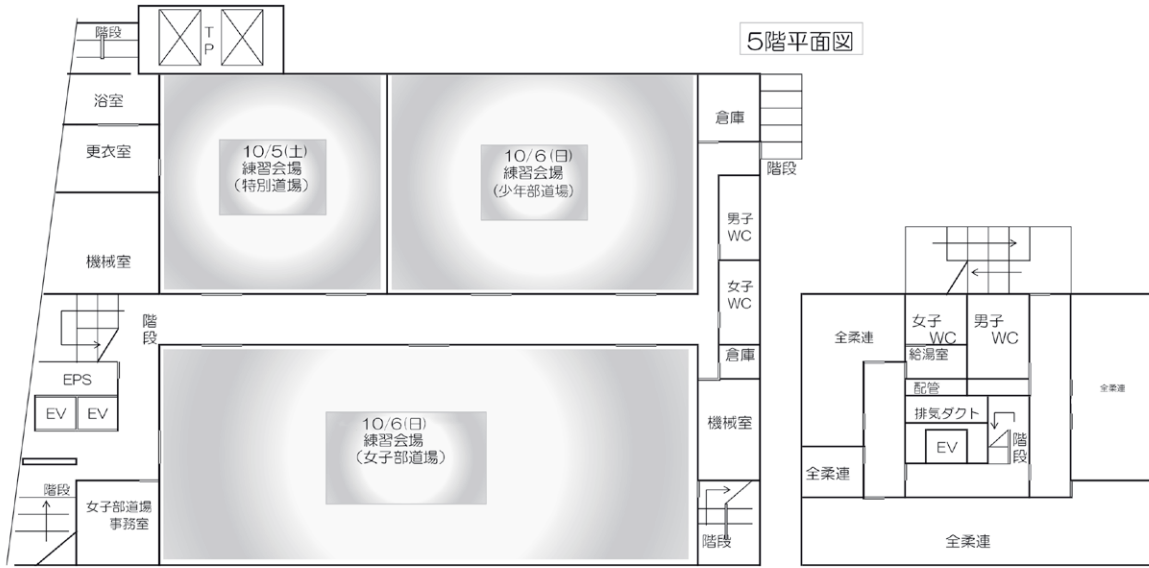 5階平面図
階段
TP
浴室
更衣室
機械室
10/5(土)
練習会場
(特別道場)
10/6(日)
練習会場
(少年部道場)
倉庫
階段
男子
WC
女子
WC
倉庫
機械室
階段
階段
EPS
EV
EV
階段
女子部道場
事務室
10/6(日)
練習会場
(女子部道場)
全柔連
女子
WC
男子
WC
給湯室
配管
排気ダクト
EV
階段
全柔連
全柔連
全柔連